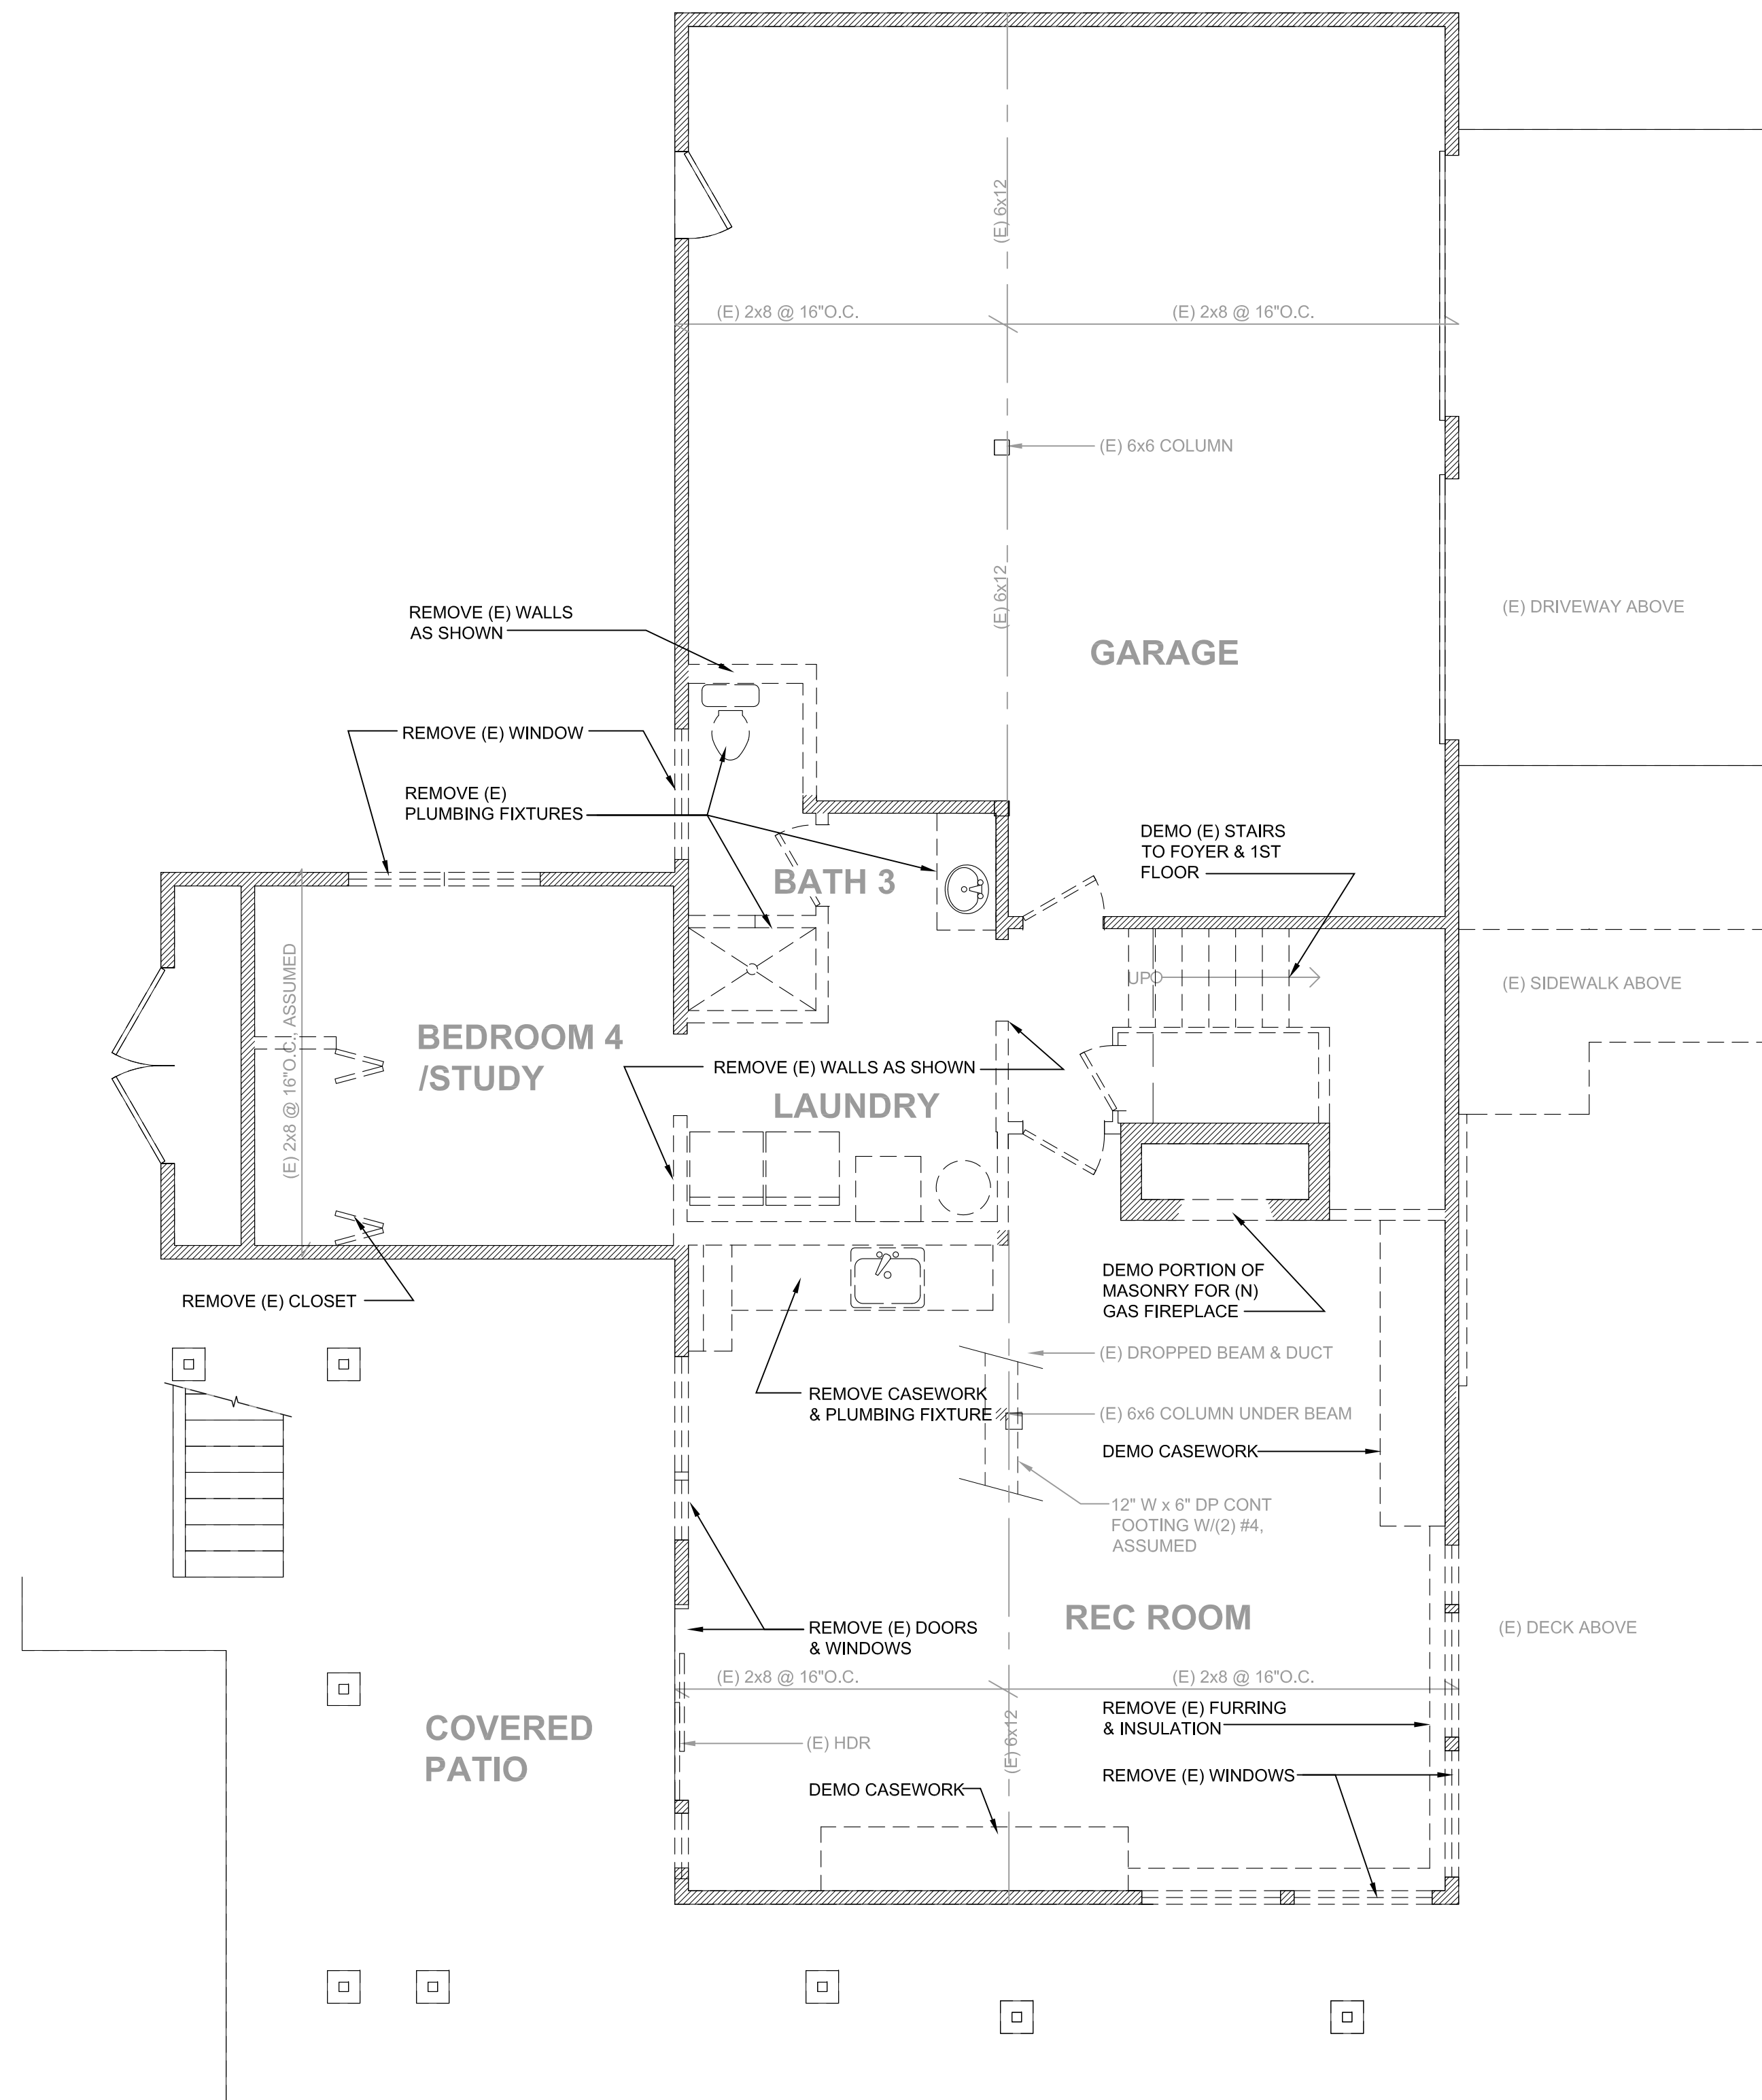 (E) 6x12
(E) 2x8 @ 16"O.C.
(E) 2x8 @ 16"O.C.
(E) 6x6 COLUMN
(E) 6x12
(E) DRIVEWAY ABOVE
REMOVE (E) WALLS
AS SHOWN
GARAGE
REMOVE (E) WINDOW
REMOVE (E)
PLUMBING FIXTURES
DEMO (E) STAIRS
TO FOYER & 1ST
FLOOR
BATH 3
UP
(E) SIDEWALK ABOVE
(E) 2x8 @ 16"O.C., ASSUMED
BEDROOM 4
/STUDY
REMOVE (E) WALLS AS SHOWN
LAUNDRY
REMOVE (E) CLOSET
DEMO PORTION OF
MASONRY FOR (N)
GAS FIREPLACE
(E) DROPPED BEAM & DUCT
REMOVE CASEWORK
& PLUMBING FIXTURE
(E) 6x6 COLUMN UNDER BEAM
DEMO CASEWORK
12" W x 6" DP CONT
FOOTING W/(2) #4,
ASSUMED
REMOVE (E) DOORS
& WINDOWS
REC ROOM
(E) DECK ABOVE
(E) 2x8 @ 16"O.C.
(E) 2x8 @ 16"O.C.
COVERED
PATIO
(E) HDR
(E) 6x12
REMOVE (E) FURRING
& INSULATION
REMOVE (E) WINDOWS
DEMO CASEWORK